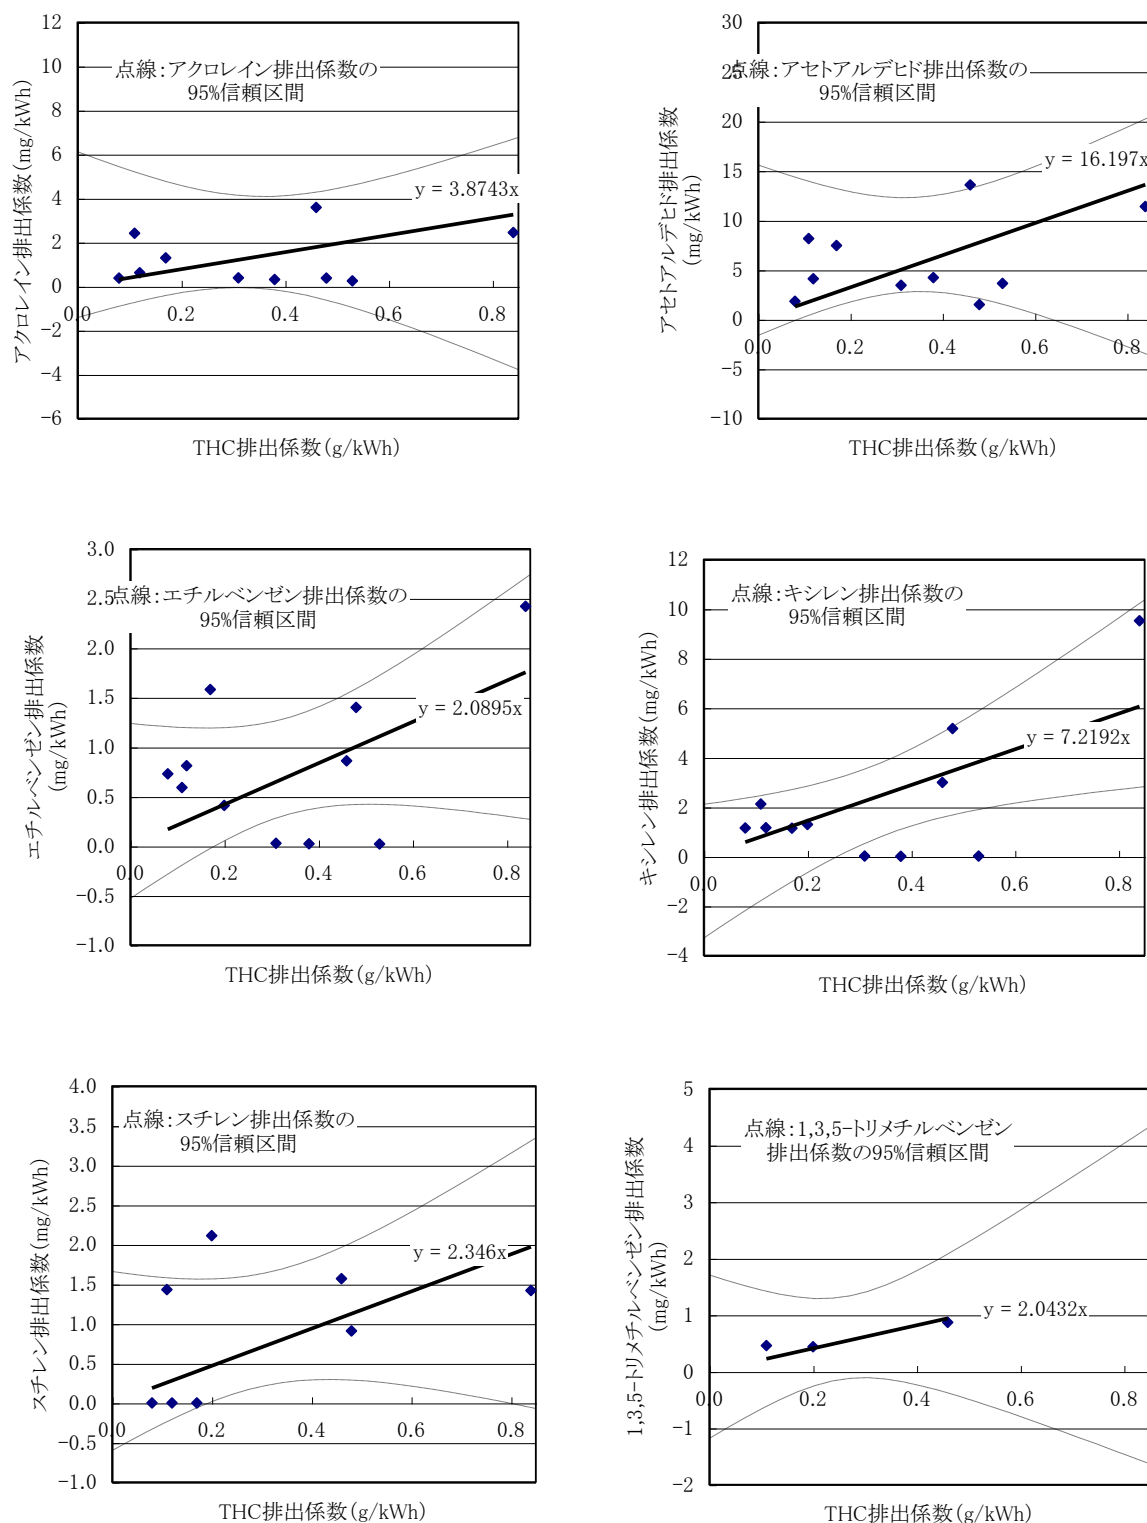 12
10
8
6
4
2
0
−2
−4
−6
アクロレイン排出係数(mg/kWh)
点線:アクロレイン排出係数の
95%信頼区間
y = 3.8743x
0.0
0.2
0.4
0.6
0.8
THC排出係数(g/kWh)
30
25
20
15
10
5
0
−5
−10
アセトアルデヒド排出係数
(mg/kWh)
点線:アセトアルデヒド排出係数の
95%信頼区間
y = 16.197x
0.0
0.2
0.4
0.6
0.8
THC排出係数(g/kWh)
3.0
2.5
2.0
1.5
1.0
0.5
0.0
−0.5
−1.0
エチルベンゼン排出係数
(mg/kWh)
点線:エチルベンゼン排出係数の
95%信頼区間
y = 2.0895x
0.0
0.2
0.4
0.6
0.8
THC排出係数(g/kWh)
12
10
8
6
4
2
0
−2
−4
キシレン排出係数(mg/kWh)
点線:キシレン排出係数の
95%信頼区間
y = 7.2192x
0.0
0.2
0.4
0.6
0.8
THC排出係数(g/kWh)
4.0
3.5
3.0
2.5
2.0
1.5
1.0
0.5
0.0
−0.5
−1.0
スチレン排出係数(mg/kWh)
点線:スチレン排出係数の
95%信頼区間
y = 2.346x
0.0
0.2
0.4
0.6
0.8
THC排出係数(g/kWh)
5
4
3
2
1
0
−1
−2
1,3,5−トリメチルベンゼン排出係数
(mg/kWh)
点線:1,3,5−トリメチルベンゼン
排出係数の95%信頼区間
y = 2.0432x
0.0
0.2
0.4
0.6
0.8
THC排出係数(g/kWh)